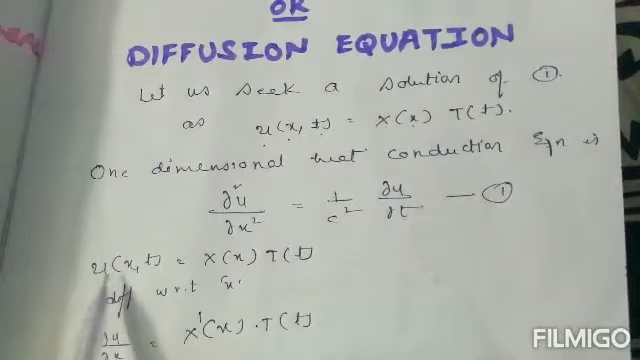 OR
DIFFUSION EQUATION
Let us seek a solution of ①.
as u(x, t) = X(x) T(t).
One dimensional heat conduction Eqn is
∂²u/∂x² = 1/c² ∂u/∂t — ①
u(x, t) = X(x) T(t)
diff w.r.t 'x'
∂u/∂x = X'(x) . T(t)
FILMIGO